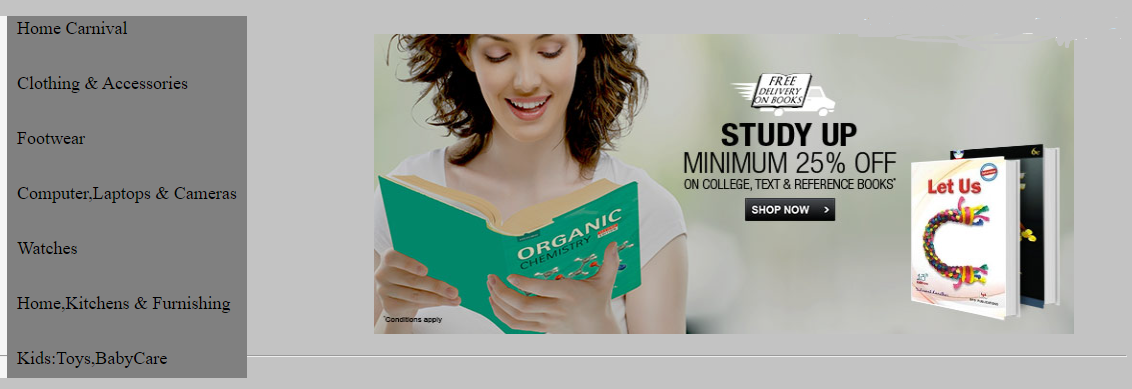 Home Carnival
Clothing & Accessories
Footwear
Computer,Laptops & Cameras
Watches
Home,Kitchens & Furnishing
Kids:Toys,BabyCare
FREE
DELIVERY
ON BOOKS
STUDY UP
MINIMUM 25% OFF
ON COLLEGE, TEXT & REFERENCE BOOKS*
SHOP NOW >
ORGANIC
CHEMISTRY
*Conditions apply
Let Us
C